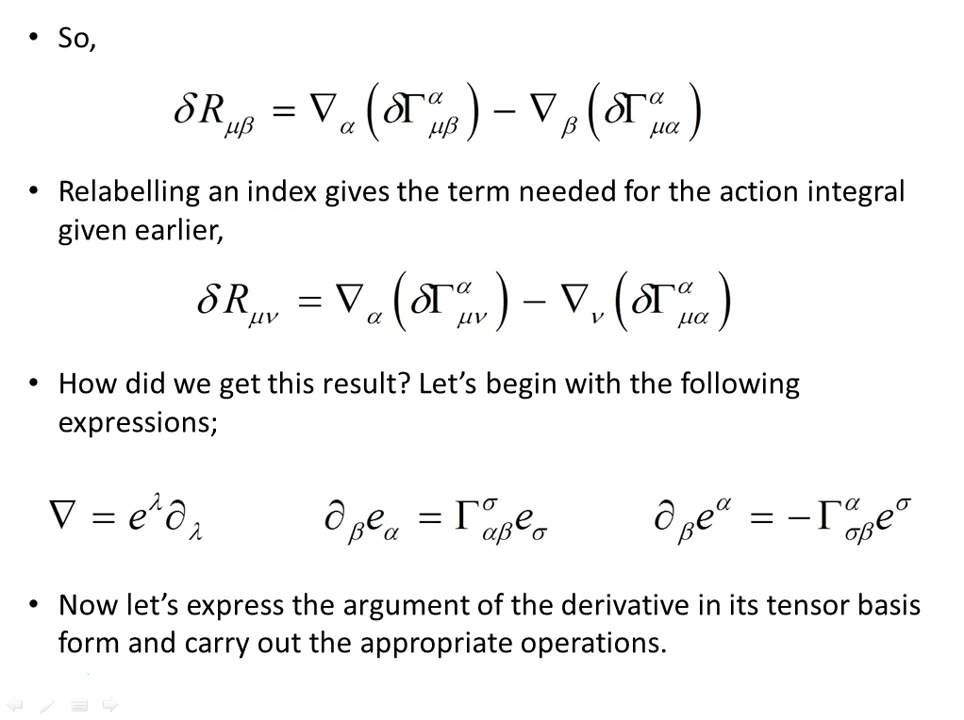 • So,
δR_{μβ} = ∇_α (δΓ^α_{μβ}) − ∇_β (δΓ^α_{μα})
• Relabelling an index gives the term needed for the action integral
given earlier,
δR_{μν} = ∇_α (δΓ^α_{μν}) − ∇_ν (δΓ^α_{μα})
• How did we get this result? Let’s begin with the following
expressions;
∇ = e^λ ∂_λ    ∂_β e_α = Γ^σ_{αβ} e_σ    ∂_β e^α = −Γ^α_{σβ} e^σ
• Now let’s express the argument of the derivative in its tensor basis
form and carry out the appropriate operations.